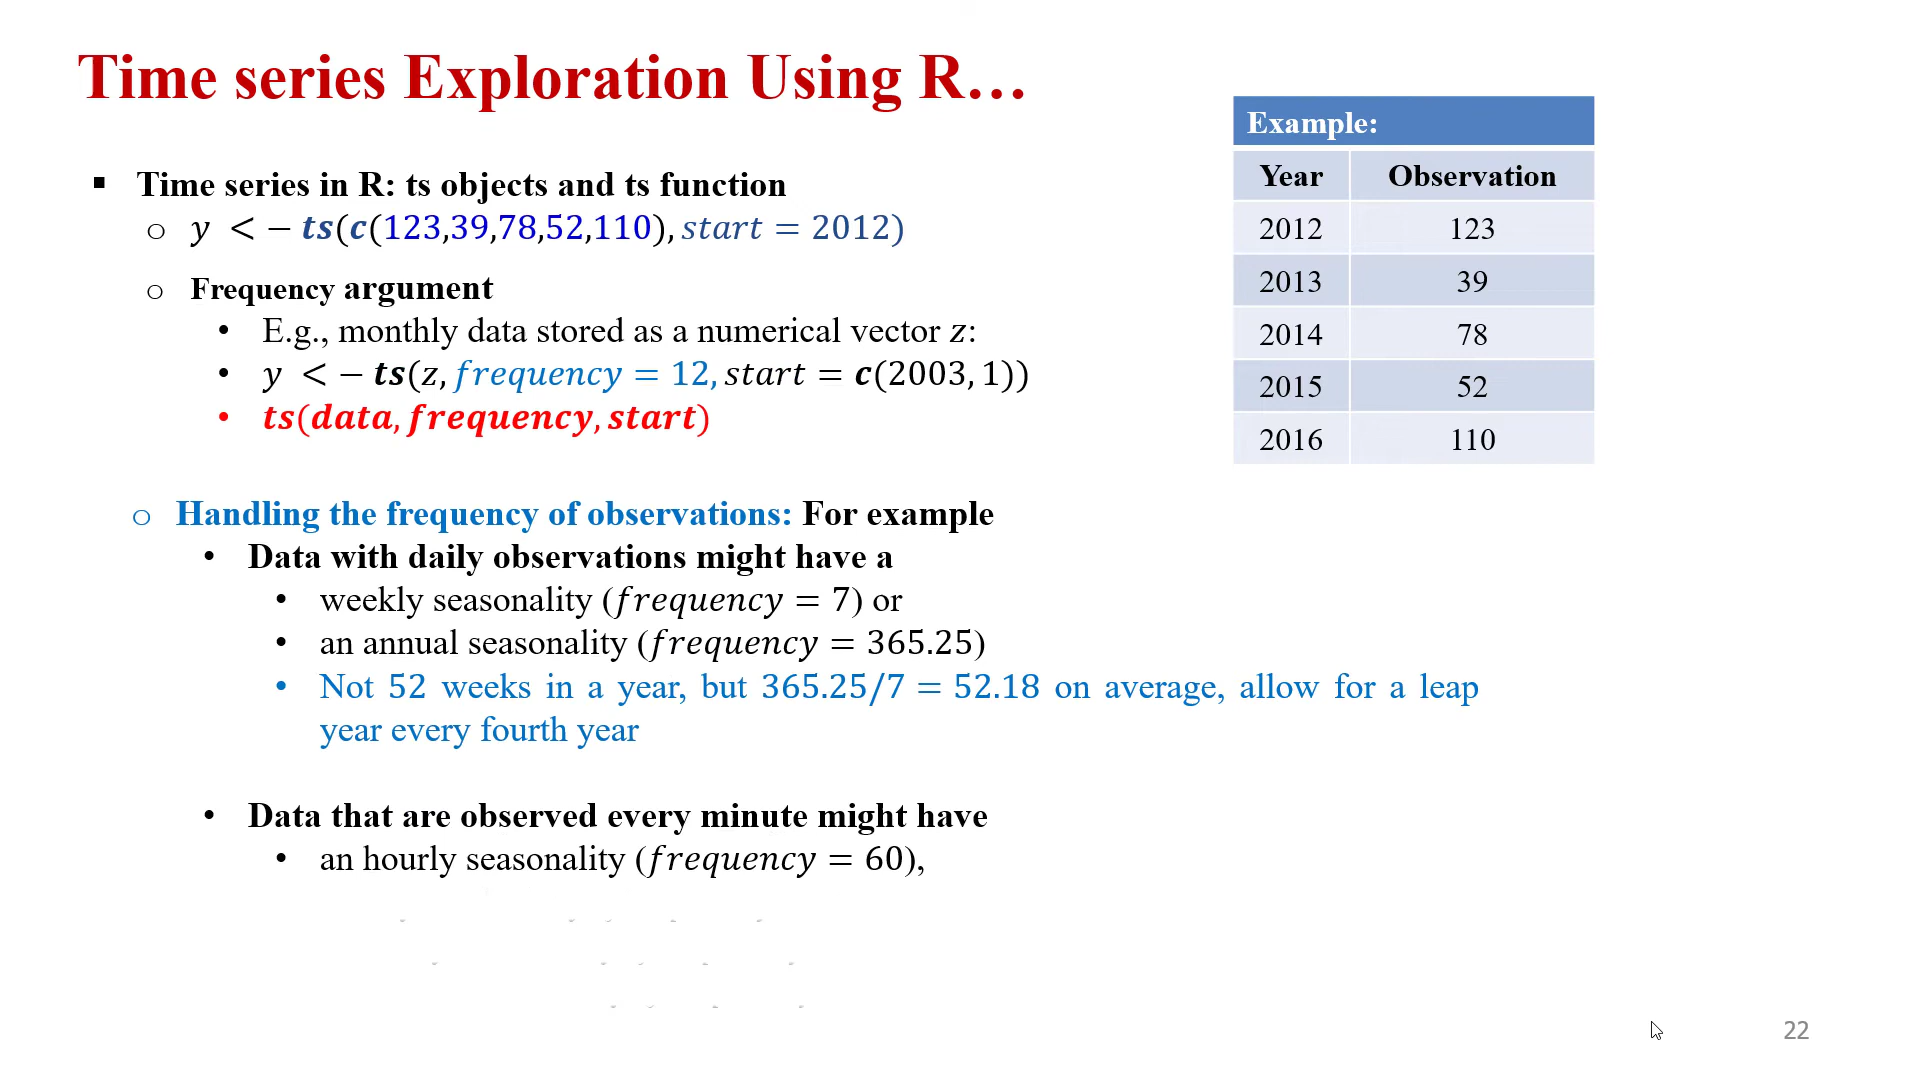 Time series Exploration Using R…
▪ Time series in R: ts objects and ts function
o y <− ts(c(123,39,78,52,110), start = 2012)
o Frequency argument
• E.g., monthly data stored as a numerical vector z:
• y <− ts(z, frequency = 12, start = c(2003, 1))
• ts(data, frequency, start)
o Handling the frequency of observations: For example
• Data with daily observations might have a
• weekly seasonality (frequency = 7) or
• an annual seasonality (frequency = 365.25)
• Not 52 weeks in a year, but 365.25/7 = 52.18 on average, allow for a leap
year every fourth year
• Data that are observed every minute might have
• an hourly seasonality (frequency = 60),
Example:
Year Observation
2012 123
2013 39
2014 78
2015 52
2016 110
22